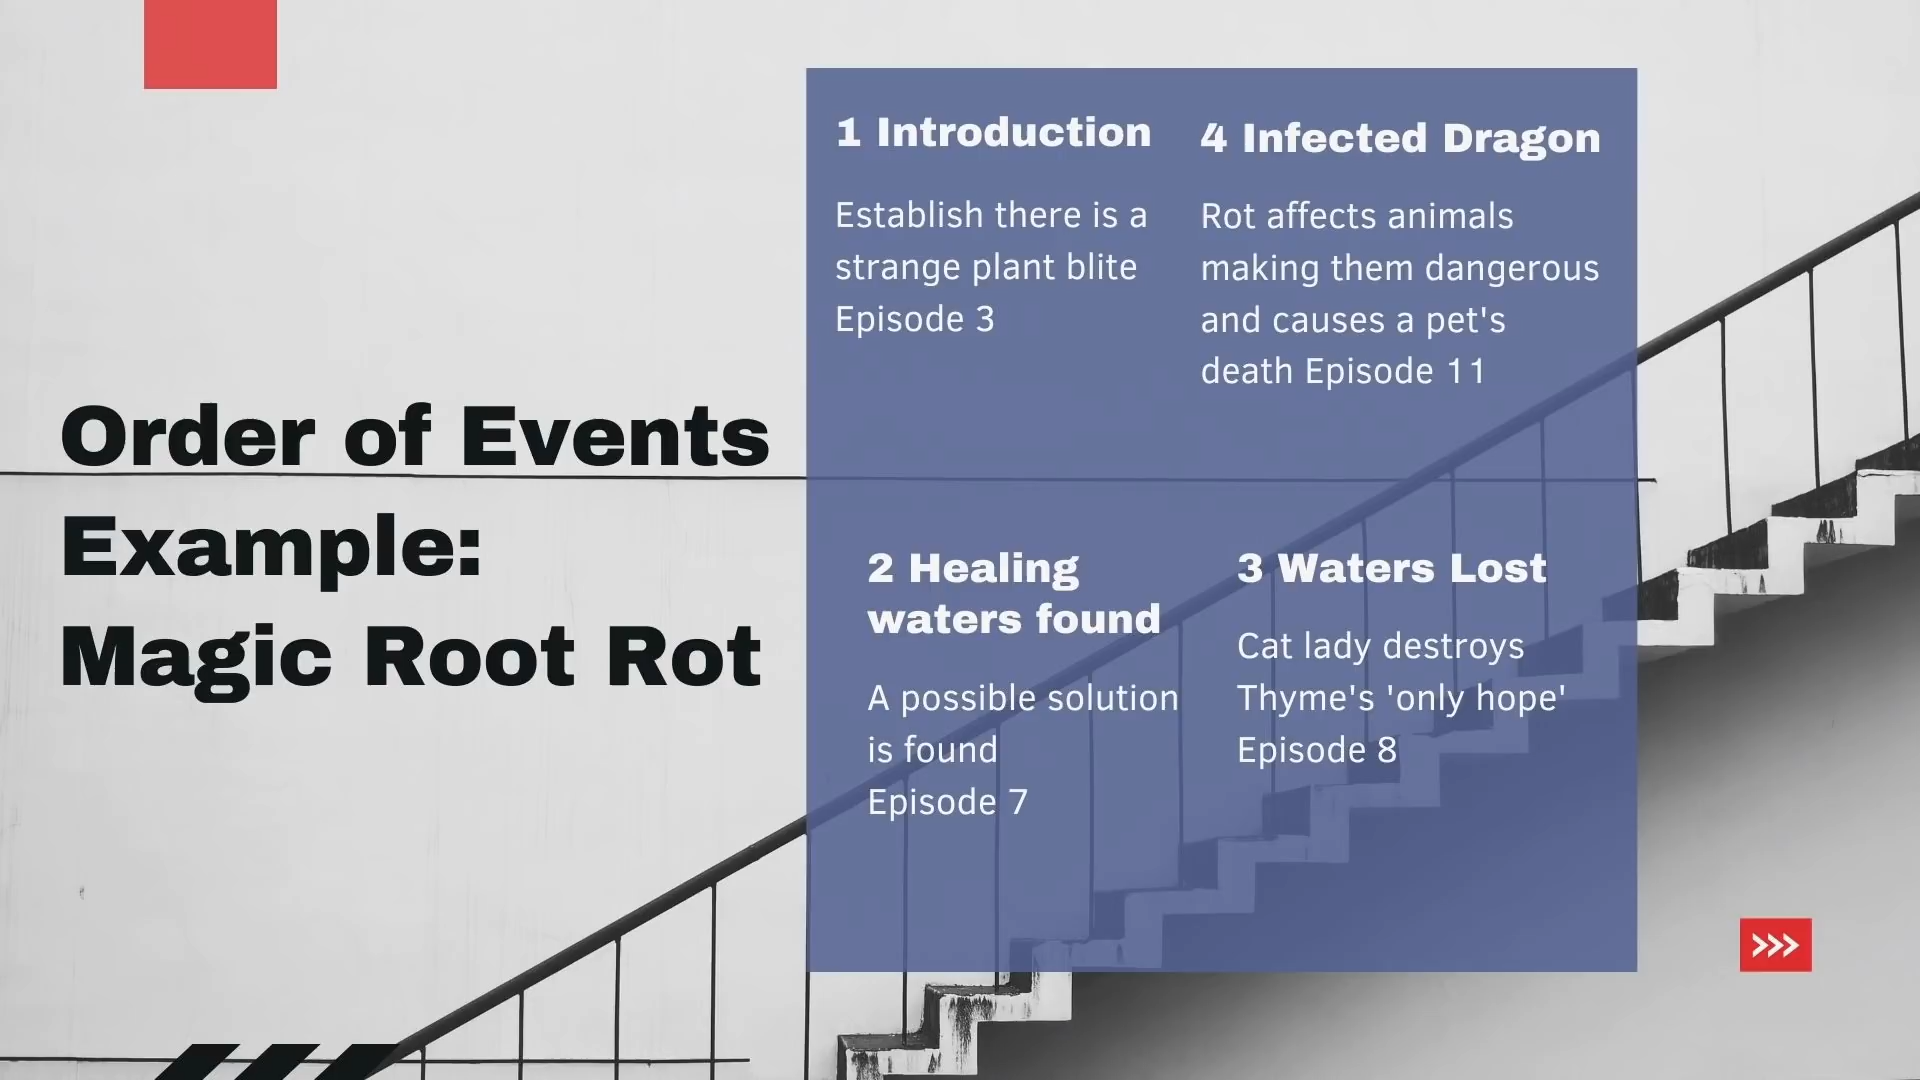 Order of Events
Example:
Magic Root Rot
1 Introduction
Establish there is a
strange plant blite
Episode 3
2 Healing
waters found
A possible solution
is found
Episode 7
3 Waters Lost
Cat lady destroys
Thyme's 'only hope'
Episode 8
4 Infected Dragon
Rot affects animals
making them dangerous
and causes a pet's
death Episode 11